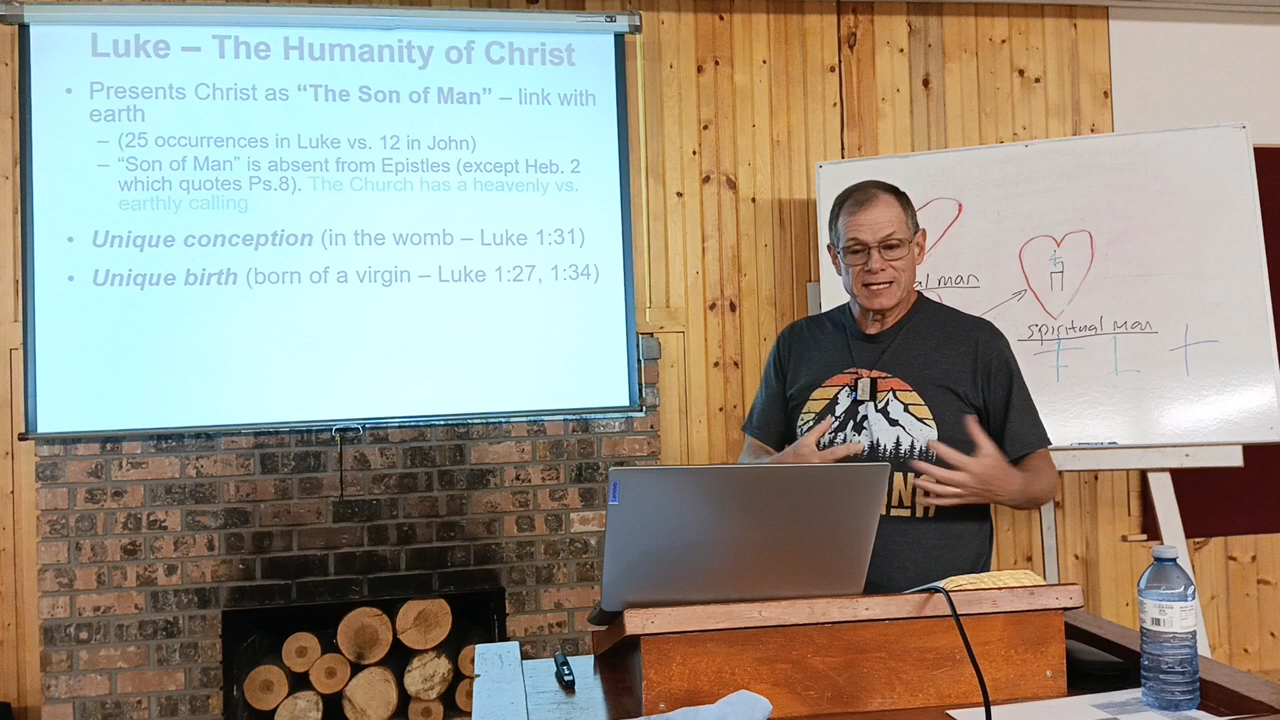 Luke – The Humanity of Christ
• Presents Christ as “The Son of Man” – link with
earth
– (25 occurrences in Luke vs. 12 in John)
– “Son of Man” is absent from Epistles (except Heb. 2
which quotes Ps.8). The Church has a heavenly vs.
earthly calling
• Unique conception (in the womb – Luke 1:31)
• Unique birth (born of a virgin – Luke 1:27, 1:34)
al man
spiritual man
Lenovo